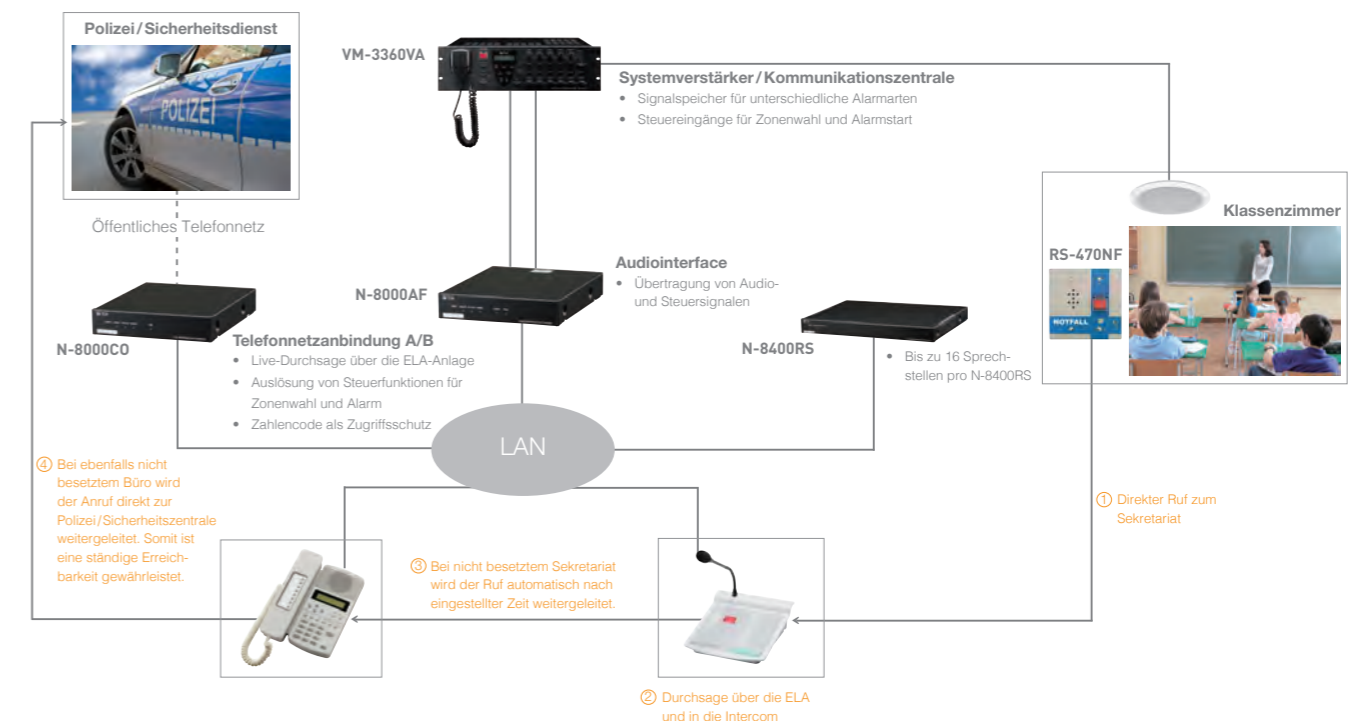 Polizei/Sicherheitsdienst
POLIZEI
Öffentliches Telefonnetz
VM-3360VA
Systemverstärker/Kommunikationszentrale
• Signalspeicher für unterschiedliche Alarmarten
• Steuereingänge für Zonenwahl und Alarmstart
Klassenzimmer
RS-470NF
NOTFALL
N-8000CO
Telefonnetzanbindung A/B
• Live-Durchsage über die ELA-Anlage
• Auslösung von Steuerfunktionen für
Zonenwahl und Alarm
• Zahlencode als Zugriffsschutz
N-8000AF
Audiointerface
• Übertragung von Audio-
und Steuersignalen
N-8400RS
• Bis zu 16 Sprech-
stellen pro N-8400RS
LAN
① Direkter Ruf zum
Sekretariat
② Durchsage über die ELA
und in die Intercom
③ Bei nicht besetztem Sekretariat
wird der Ruf automatisch nach
eingestellter Zeit weitergeleitet.
④ Bei ebenfalls nicht
besetztem Büro wird
der Anruf direkt zur
Polizei/Sicherheitszentrale
weitergeleitet. Somit ist
eine ständige Erreich-
barkeit gewährleistet.